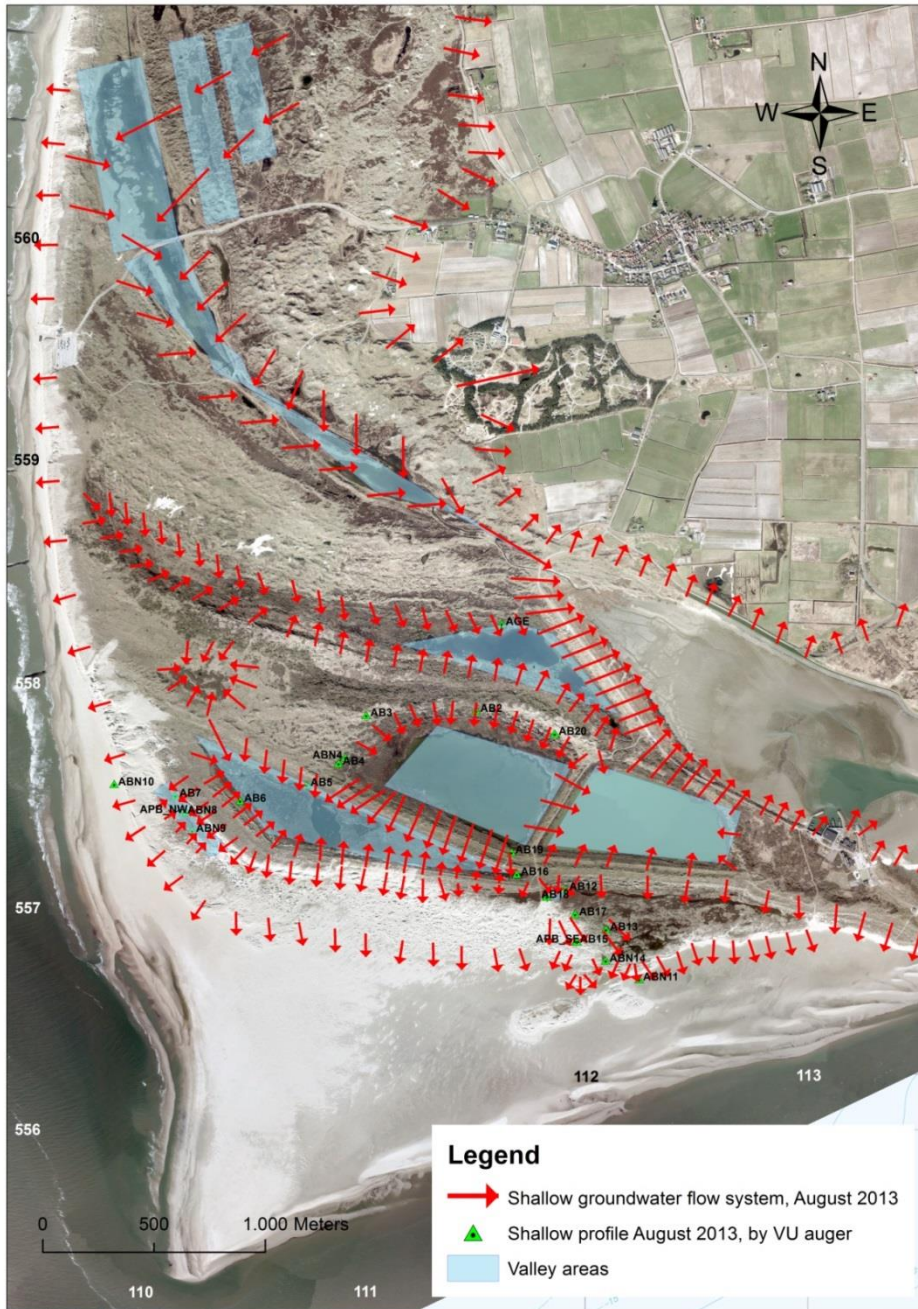 N
W E
S
560
559
558
557
556
AGE
AB2
AB3
AB20
ABN4
AB4
AB5
ABN10
AB7
AB6
APB_NW
ABN8
ABN9
AB19
AB16
AB12
AB18
AB17
AB13
APB_SE
AB15
ABN14
ABN11
112
113
110
111
0 500 1.000 Meters
Legend
Shallow groundwater flow system, August 2013
Shallow profile August 2013, by VU auger
Valley areas